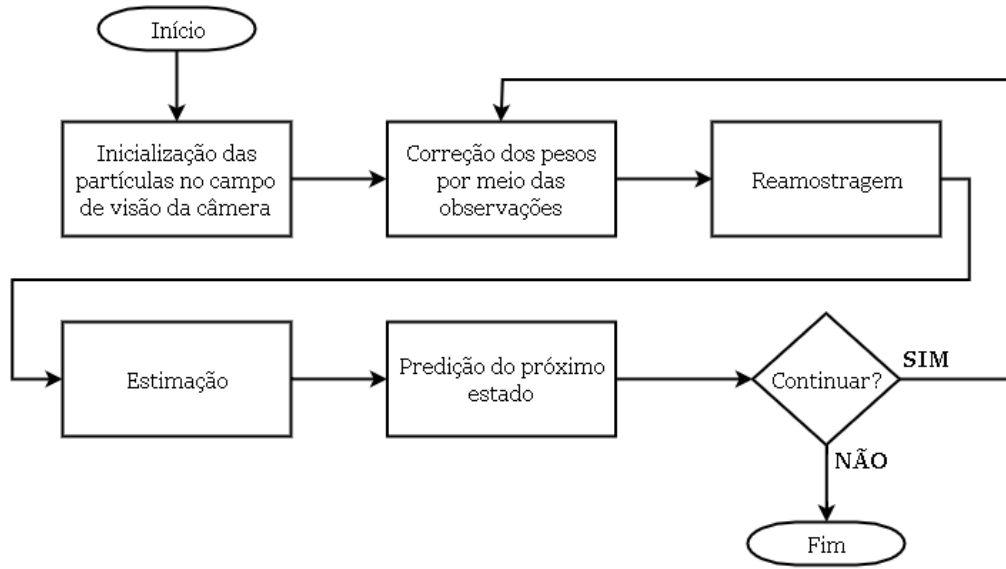 Início
Inicialização das
partículas no campo
de visão da câmera
Correção dos pesos
por meio das
observações
Reamostragem
Estimação
Predição do próximo
estado
Continuar?
SIM
NÃO
Fim